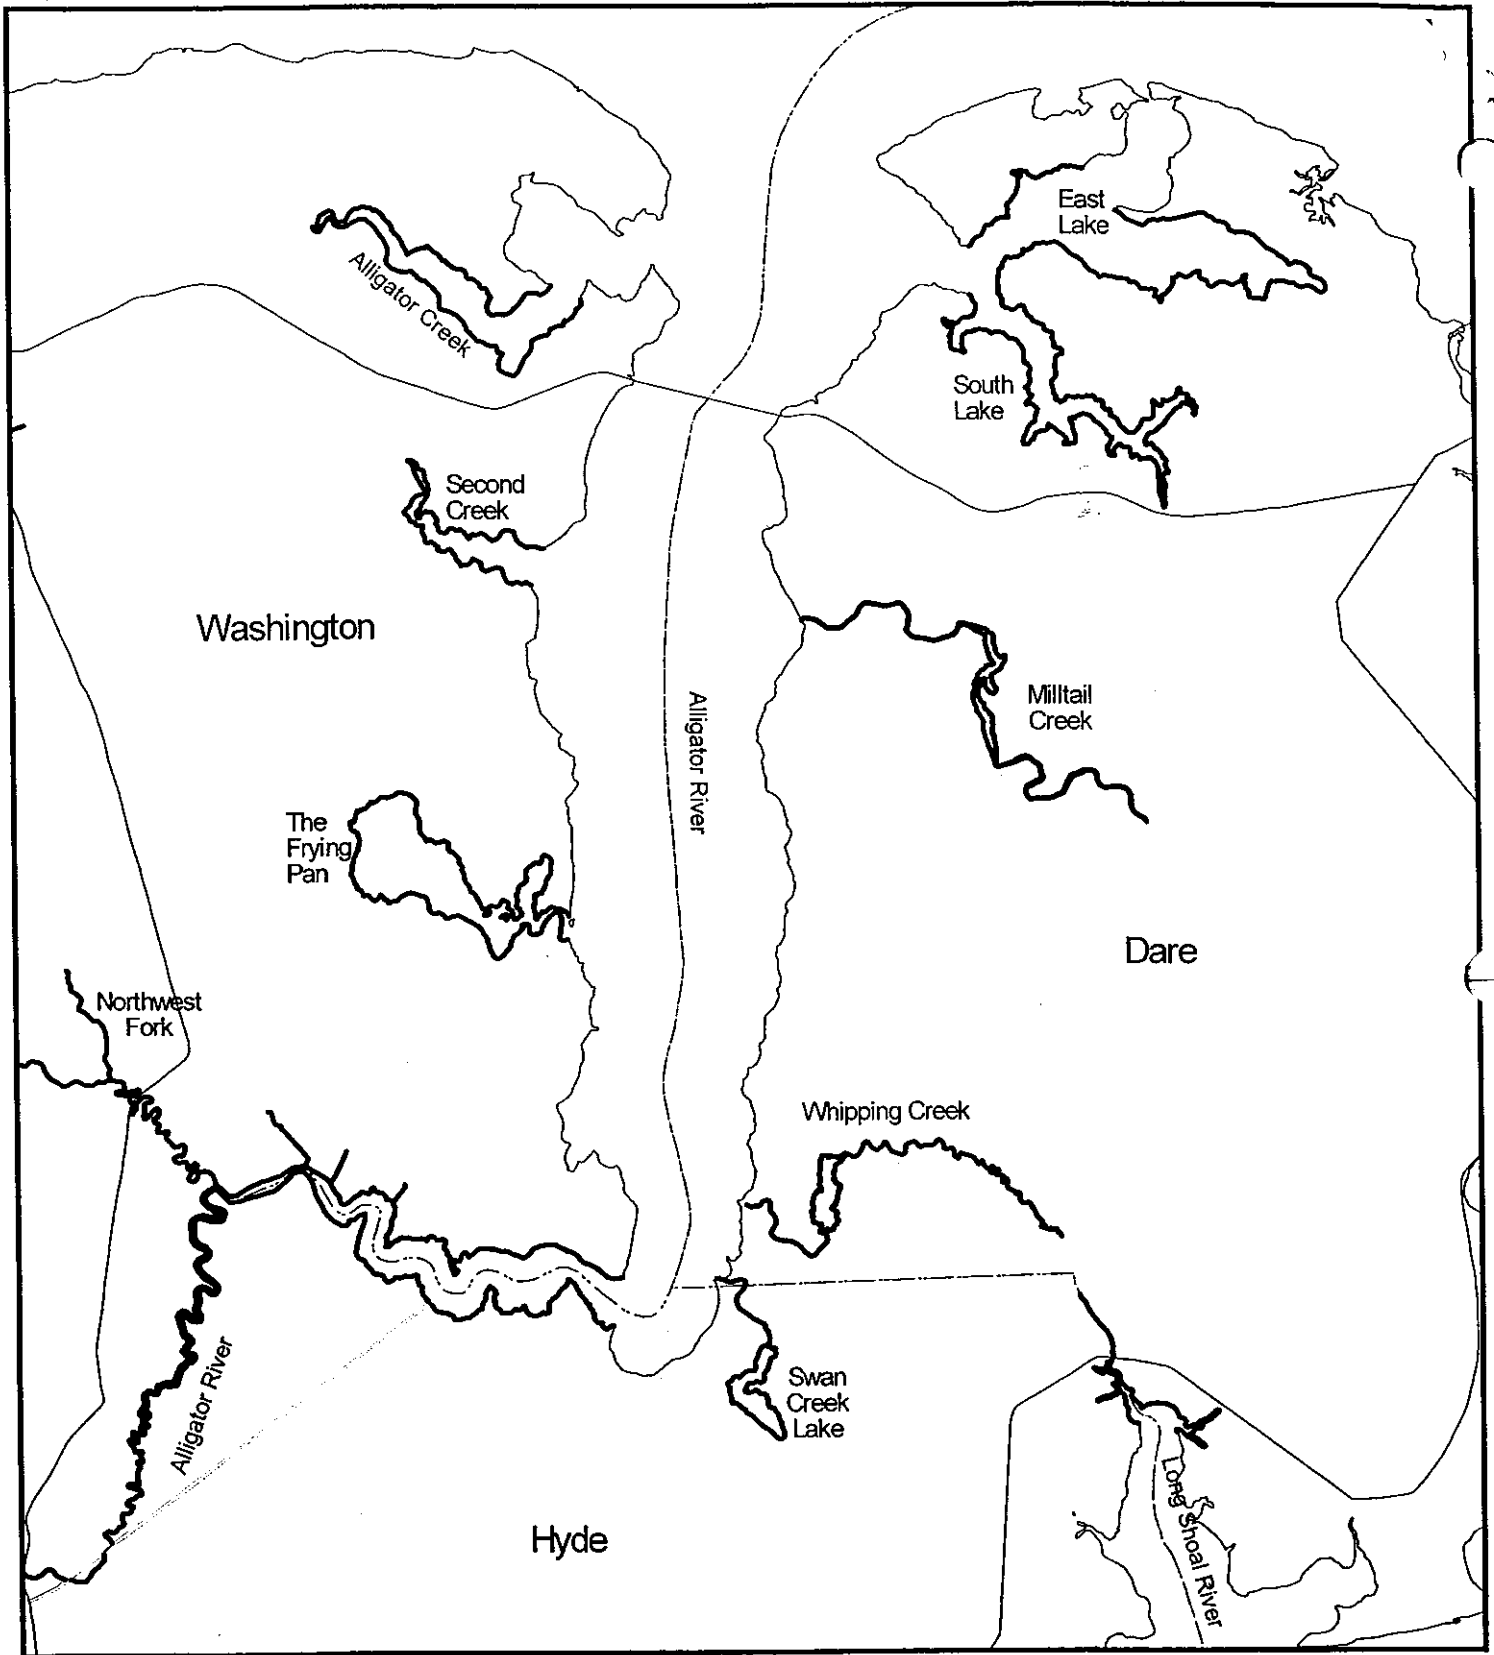 East
Lake
Alligator Creek
South
Lake
Second
Creek
Washington
Milltail
Creek
Alligator River
The
Frying
Pan
Dare
Northwest
Fork
Whipping Creek
Alligator River
Swan
Creek
Lake
Long Shoal River
Hyde